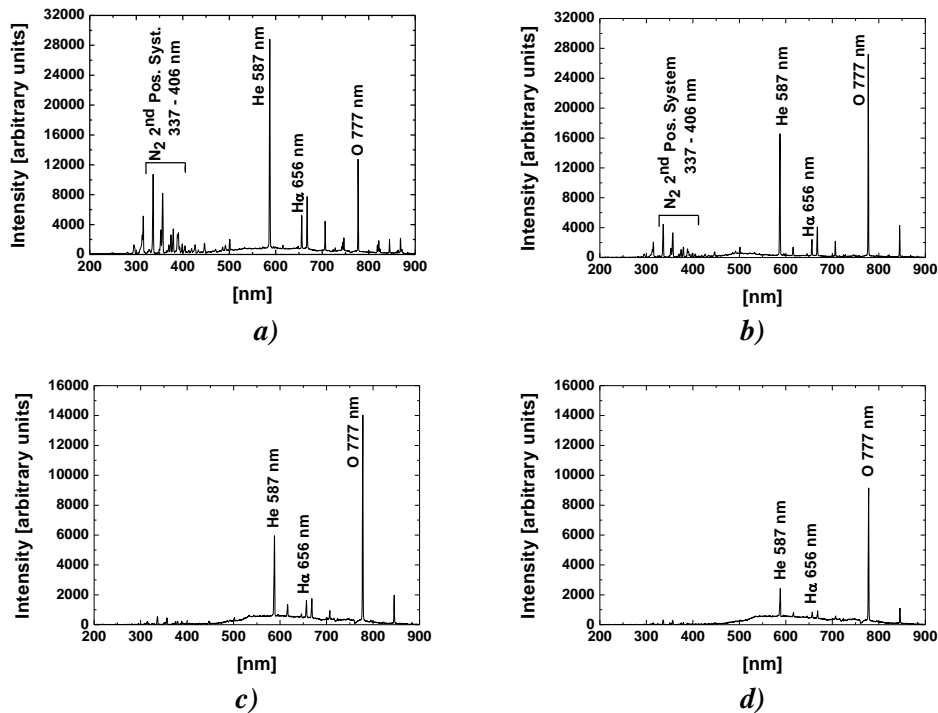 Intensity [arbitrary units]
32000
28000
24000
20000
16000
12000
8000
4000
0
N2 2nd Pos. Syst.
337 - 406 nm
He 587 nm
Hα 656 nm
O 777 nm
200 300 400 500 600 700 800 900
[nm]
a)
Intensity [arbitrary units]
32000
28000
24000
20000
16000
12000
8000
4000
0
N2 2nd Pos. System
337 - 406 nm
He 587 nm
Hα 656 nm
O 777 nm
200 300 400 500 600 700 800 900
[nm]
b)
Intensity [arbitrary units]
16000
14000
12000
10000
8000
6000
4000
2000
0
He 587 nm
Hα 656 nm
O 777 nm
200 300 400 500 600 700 800 900
[nm]
c)
Intensity [arbitrary units]
16000
14000
12000
10000
8000
6000
4000
2000
0
He 587 nm
Hα 656 nm
O 777 nm
200 300 400 500 600 700 800 900
[nm]
d)